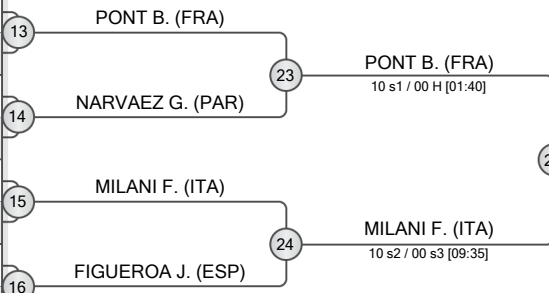 PONT B. (FRA)
13
23
PONT B. (FRA)
10 s1 / 00 H [01:40]
NARVAEZ G. (PAR)
14
MILANI F. (ITA)
15
24
MILANI F. (ITA)
10 s2 / 00 s3 [09:35]
FIGUEROA J. (ESP)
16